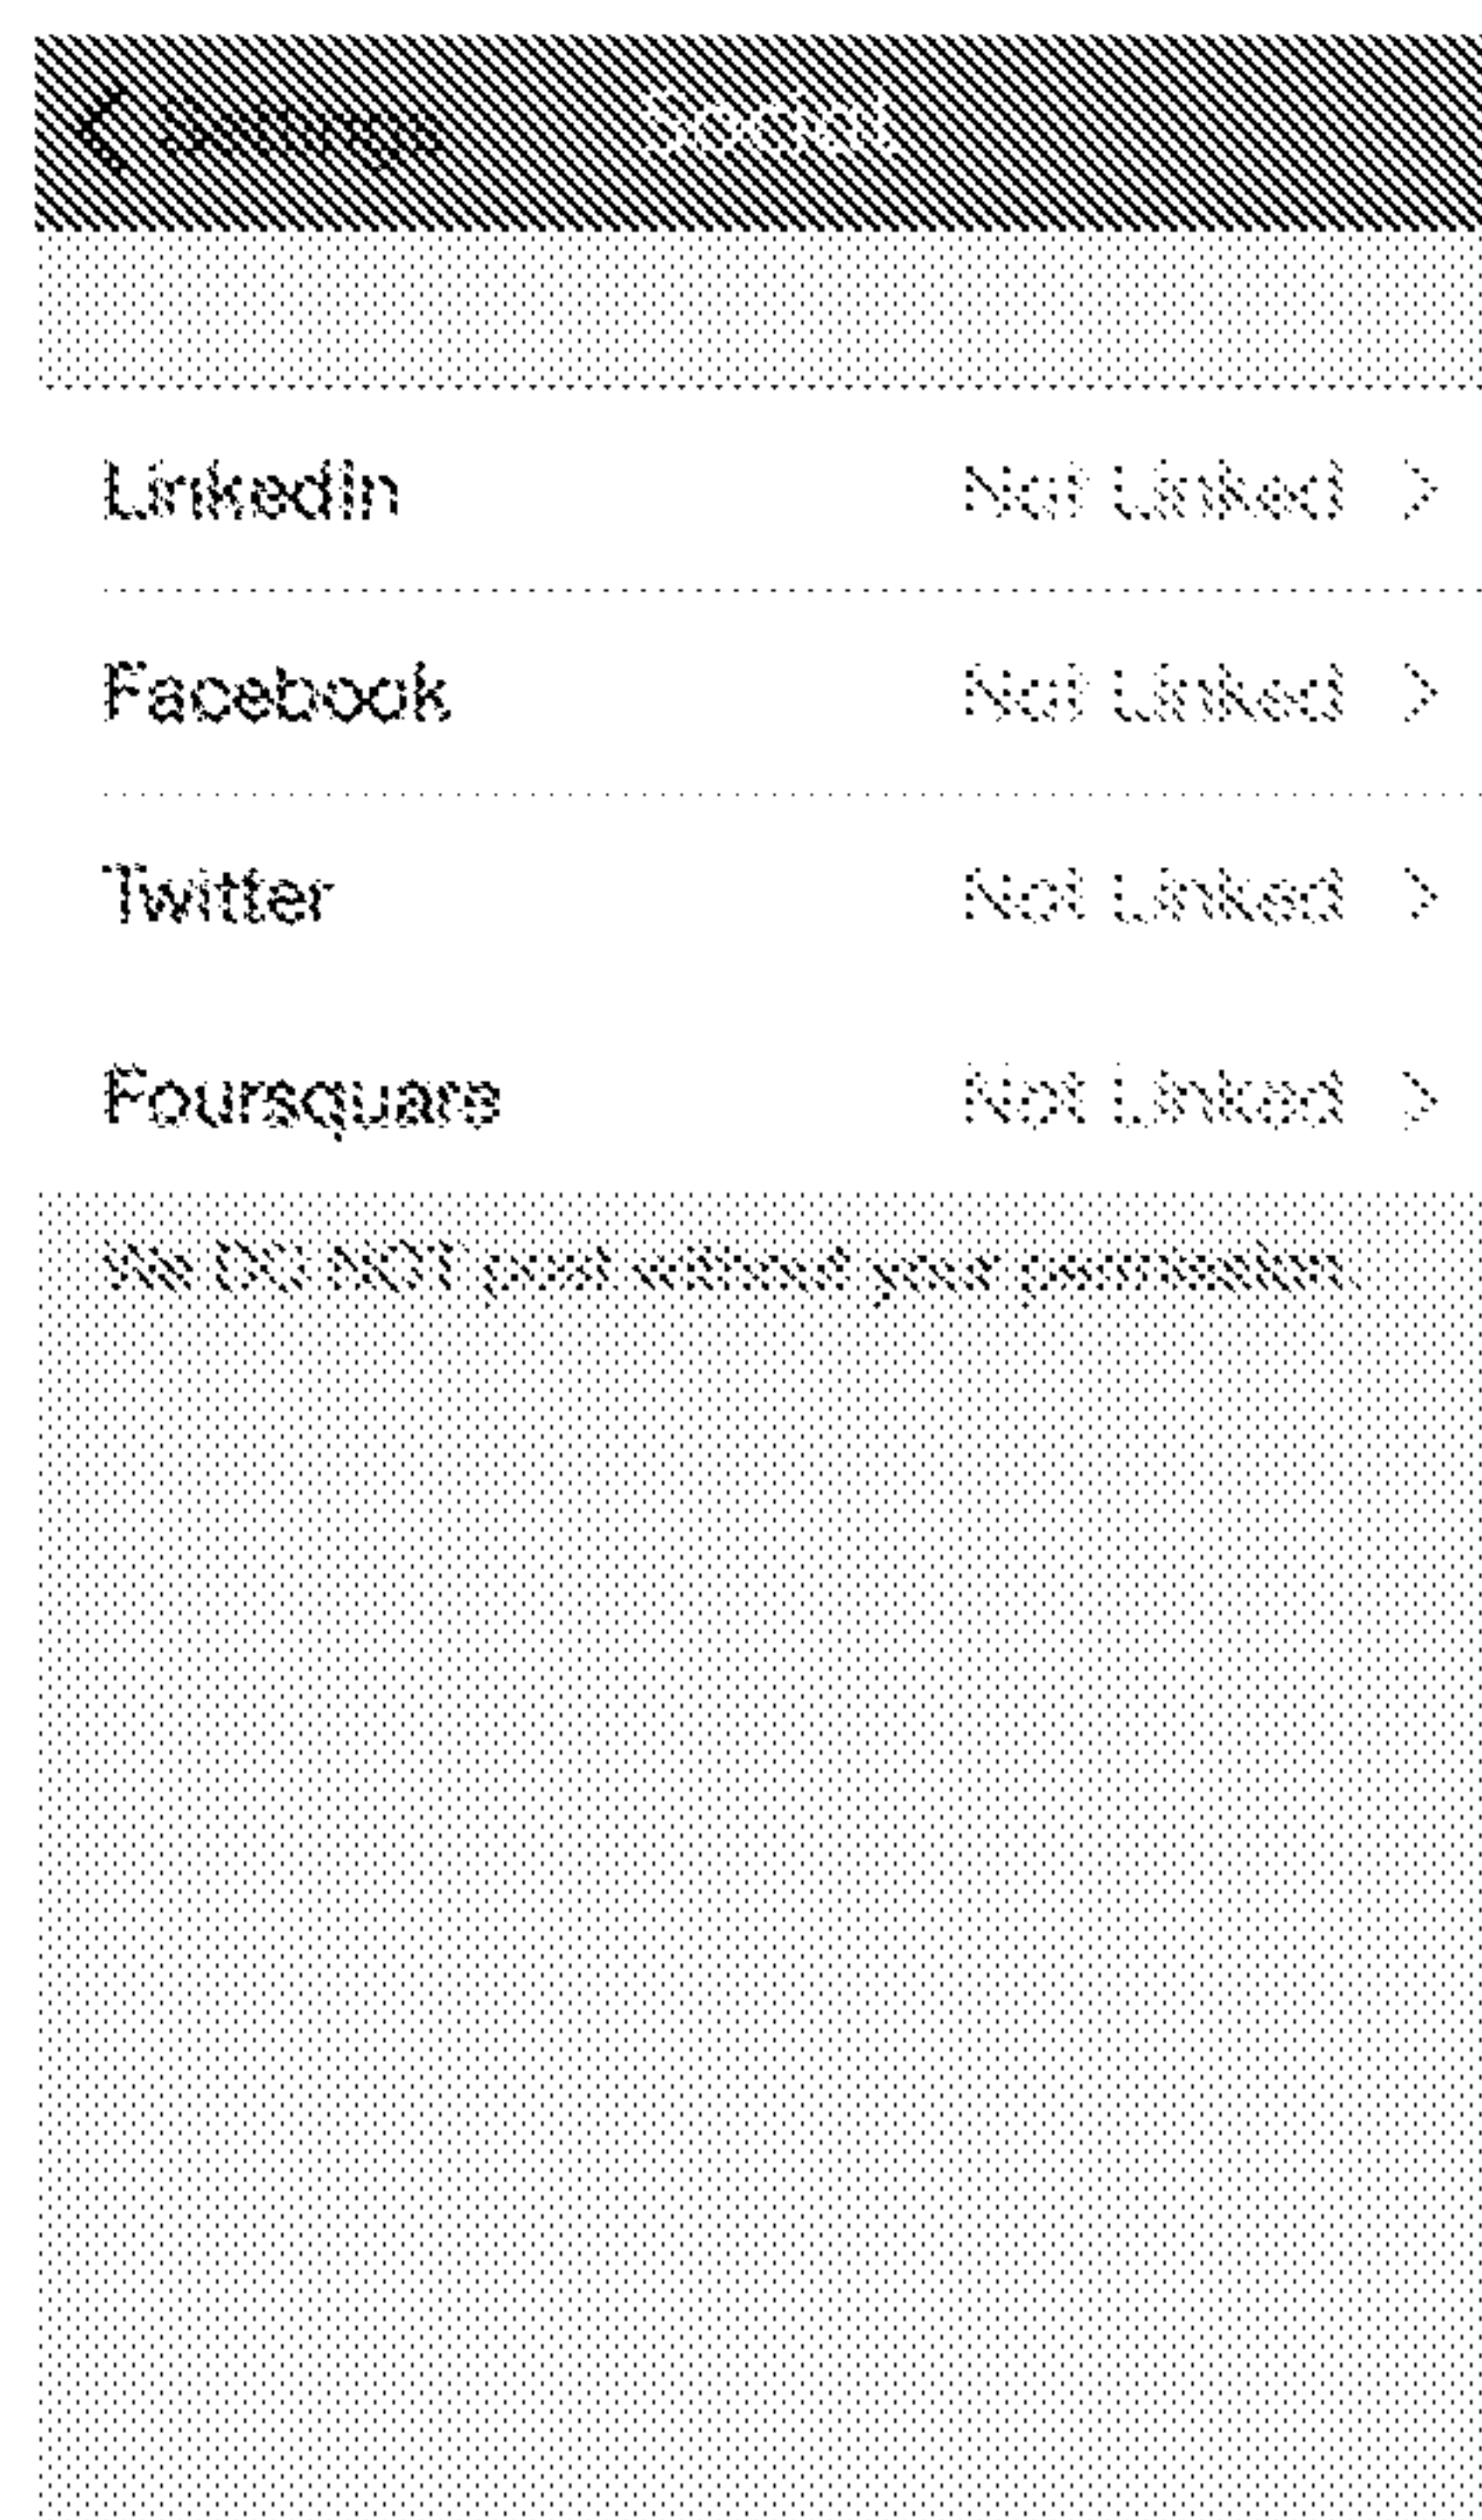 Settings Social
LinkedIn Not Linked
Facebook Not Linked
Twitter Not Linked
Foursquare Not Linked
We DO NOT post without your permission.